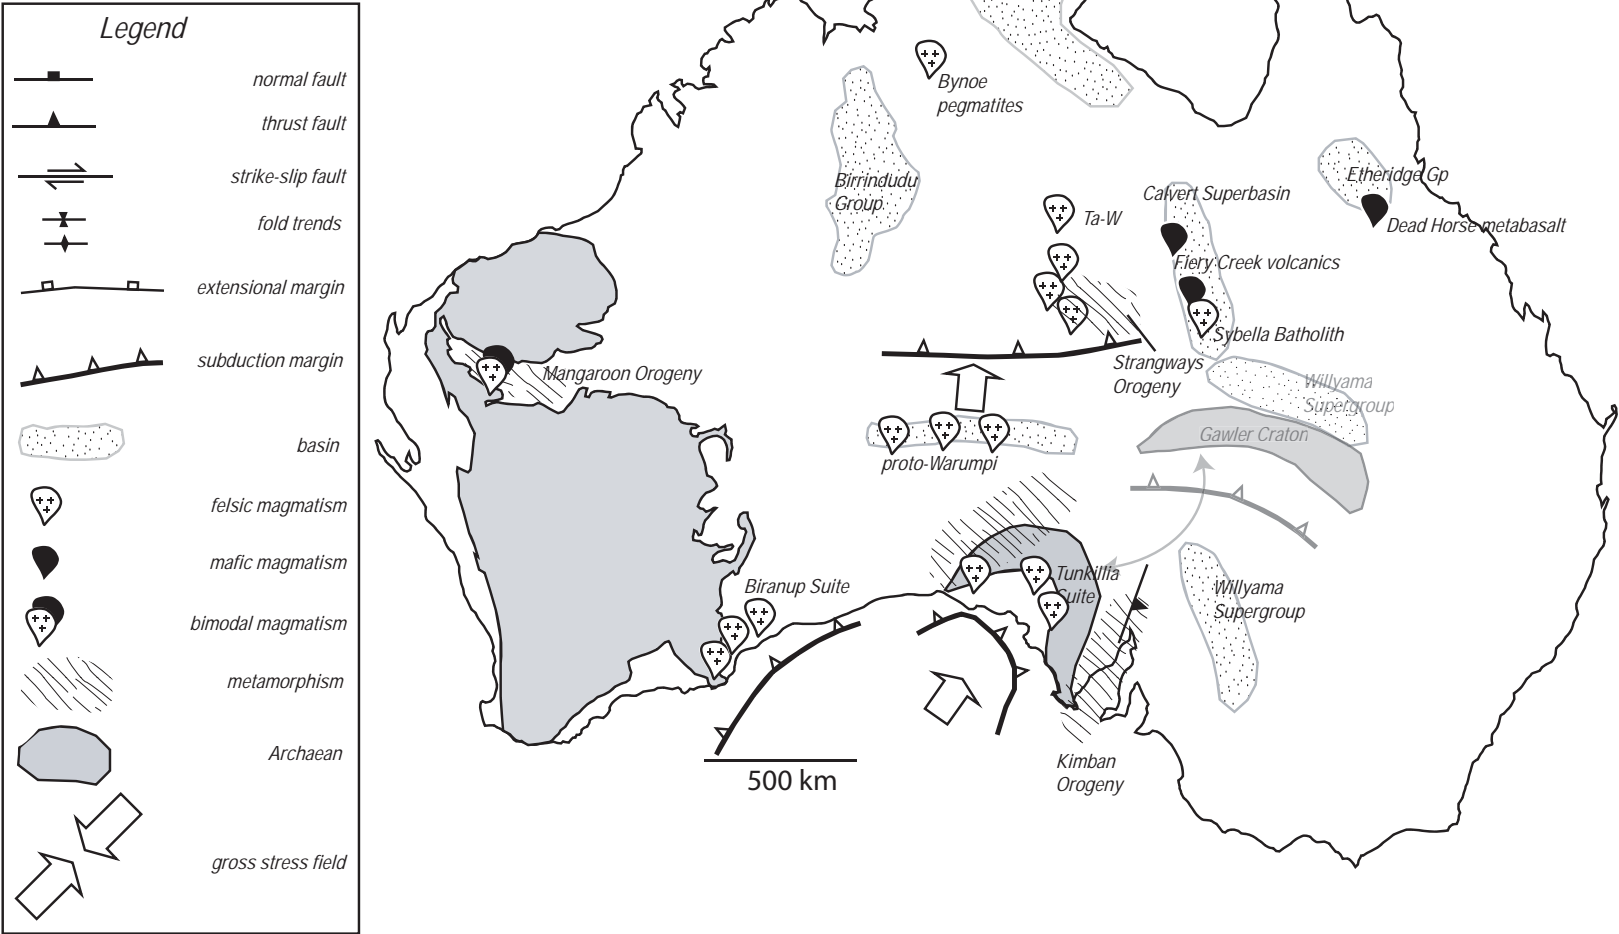 Legend
normal fault
thrust fault
strike-slip fault
fold trends
extensional margin
subduction margin
basin
felsic magmatism
mafic magmatism
bimodal magmatism
metamorphism
Archaean
gross stress field
Bynoe
pegmatites
Birrindudu
Group
Ta-W
Calvert Superbasin
Etheridge Gp
Dead Horse metabasalt
Fiery Creek volcanics
Sybella Batholith
Strangways
Orogeny
Willyama
Supergroup
Gawler Craton
Mangaroon Orogeny
proto-Warumpi
Biranup Suite
Tunkillia
Suite
Willyama
Supergroup
Kimban
Orogeny
500 km